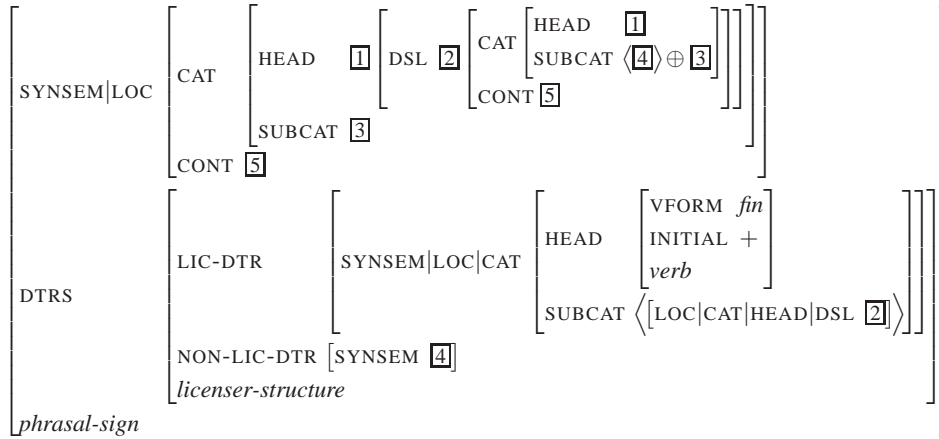 HEAD 1
CAT
HEAD 1 DSL 2 SUBCAT ⟨4⟩ ⊕ 3
CAT CONT 5
SYNSEM|LOC
SUBCAT 3
CONT 5
VFORM fin
HEAD INITIAL +
LIC-DTR SYNSEM|LOC|CAT verb
DTRS SUBCAT ⟨[LOC|CAT|HEAD|DSL 2]⟩
NON-LIC-DTR [SYNSEM 4]
licenser-structure
phrasal-sign